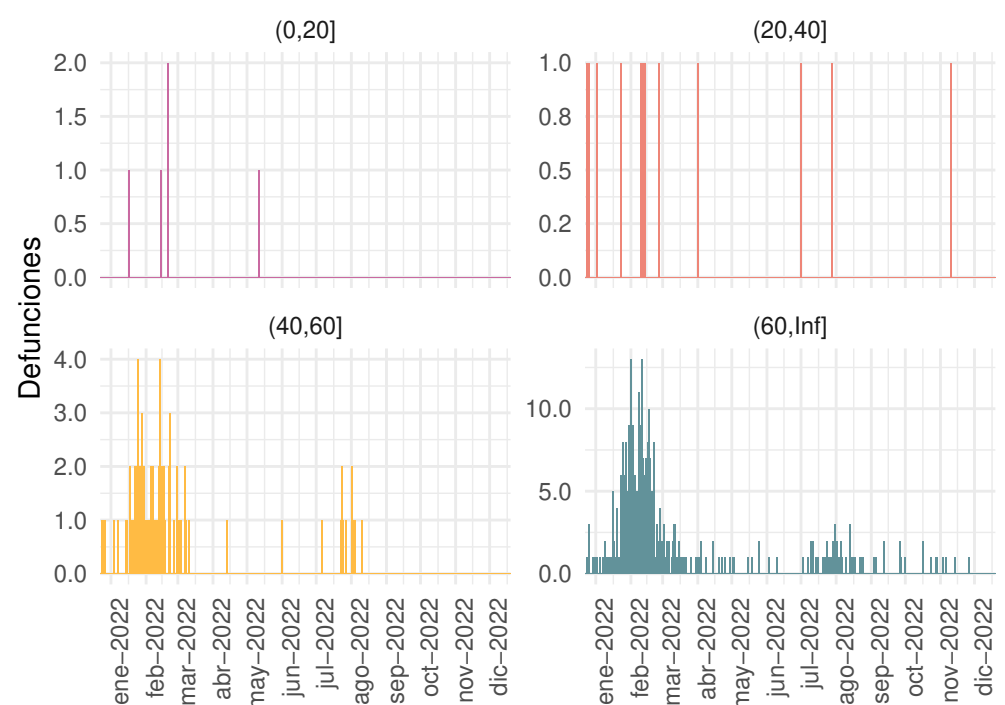 (0,20]
(20,40]
2.0
1.5
1.0
0.5
0.0
1.0
0.8
0.5
0.2
0.0
Defunciones
(40,60]
(60,Inf]
4.0
3.0
2.0
1.0
0.0
10.0
5.0
0.0
ene−2022
feb−2022
mar−2022
abr−2022
may−2022
jun−2022
jul−2022
ago−2022
sep−2022
oct−2022
nov−2022
dic−2022
ene−2022
feb−2022
mar−2022
abr−2022
may−2022
jun−2022
jul−2022
ago−2022
sep−2022
oct−2022
nov−2022
dic−2022